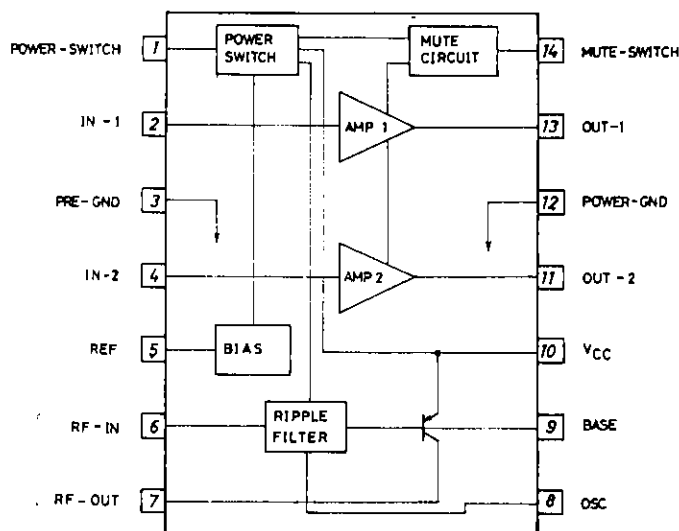 POWER-SWITCH 1 POWER SWITCH MUTE CIRCUIT 14 MUTE-SWITCH
IN-1 2 AMP 1 13 OUT-1
PRE-GND 3 12 POWER-GND
IN-2 4 AMP 2 11 OUT-2
REF 5 BIAS 10 VCC
RF-IN 6 RIPPLE FILTER 9 BASE
RF-OUT 7 8 OSC